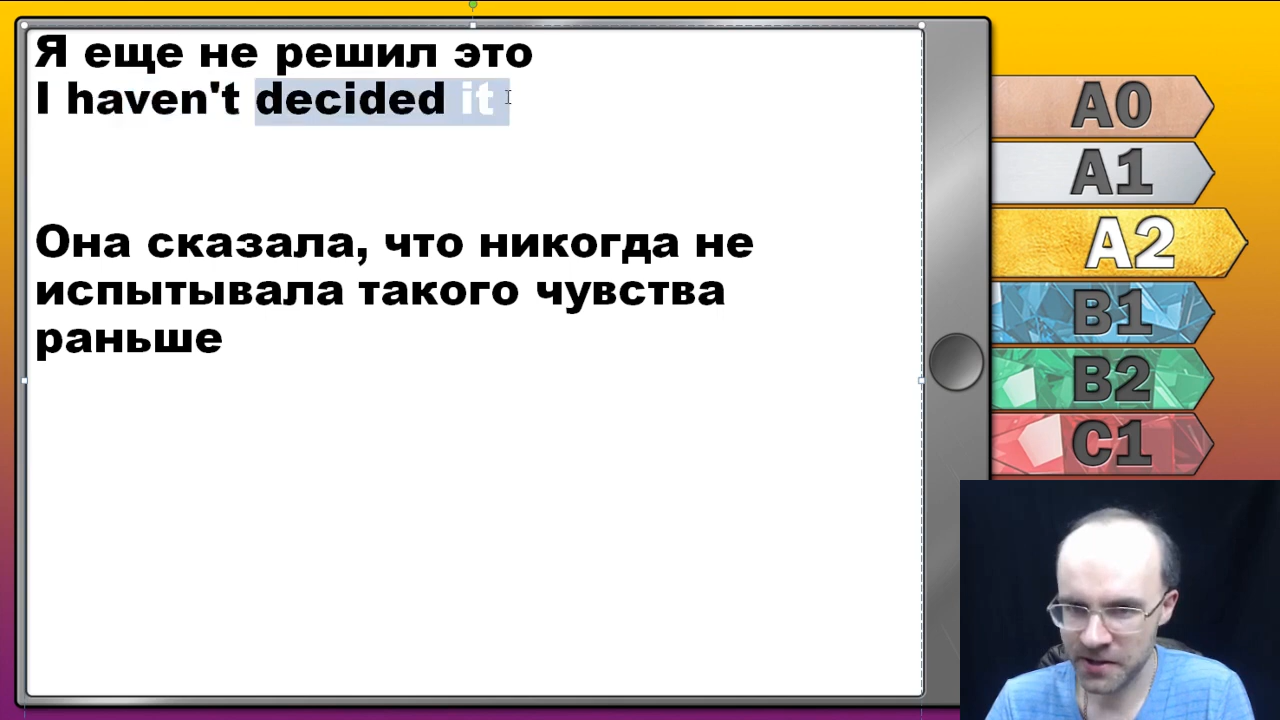 Я еще не решил это
I haven't decided it
Она сказала, что никогда не
испытывала такого чувства
раньше
A0
A1
A2
B1
B2
C1